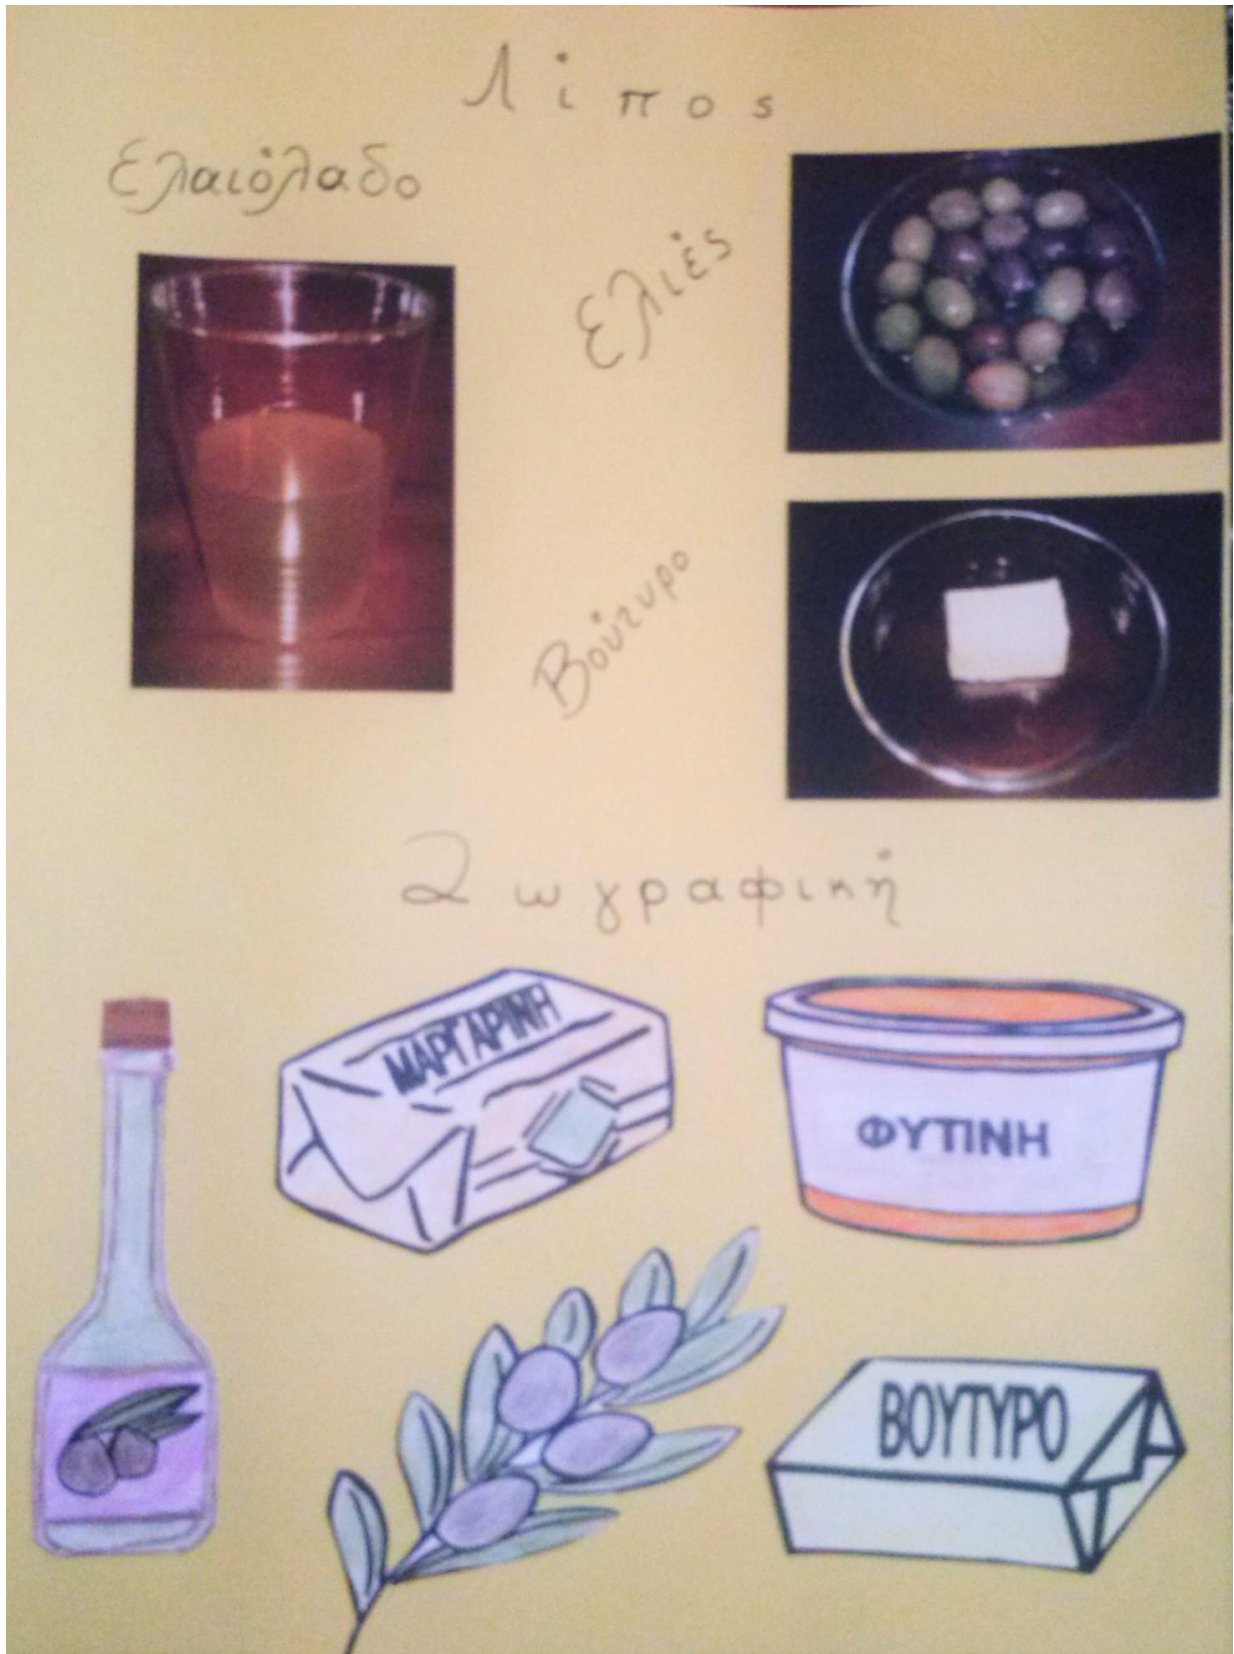 Λίπος
Ελαιόλαδο
Ελιές
Βούτυρο
Ζωγραφική
ΜΑΡΓΑΡΙΝΗ
ΦΥΤΙΝΗ
ΒΟΥΤΥΡΟ